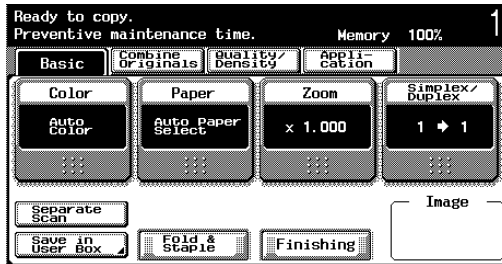 Ready to copy.
Preventive maintenance time. Memory 100% 1
Basic
Combine
Originals
Quality/
Density
Appli-
cation
Color
Auto
Color
Paper
Auto Paper
Select
Zoom
x 1.000
Simplex/
Duplex
1 ➔ 1
Separate
Scan
Save in
User Box
Fold &
Staple
Finishing
Image